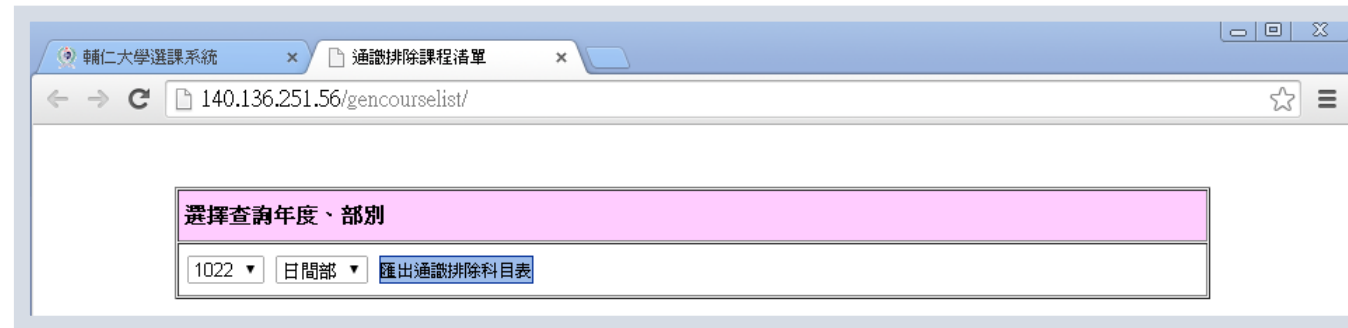 輔仁大學選課系統
通識排除課程清單
140.136.251.56/gencourselist/
選擇查詢年度、部別
1022 日間部 匯出通識排除科目表